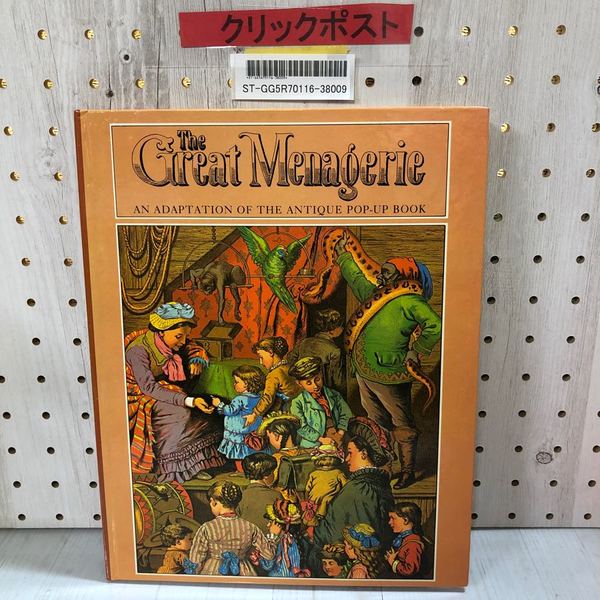 クリックポスト
ST-GG5R70116-38009
The
Great Menagerie
AN ADAPTATION OF THE ANTIQUE POP-UP BOOK